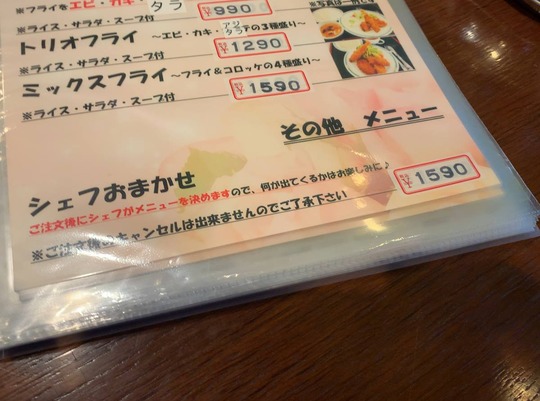 ※フライをエビ・カキ・タラ
※ライス・サラダ・スープ付
¥990
トリオフライ ～エビ・カキ・アジ タラ の3種盛り～
※ライス・サラダ・スープ付
¥1290
ミックスフライ ～フライ＆コロッケの4種盛り～
※ライス・サラダ・スープ付
¥1590
その他 メニュー
シェフおまかせ
¥1590
ご注文後にシェフがメニューを決めますので、何が出てくるかはお楽しみに♪
※ご注文後のキャンセルは出来ませんのでご了承下さい